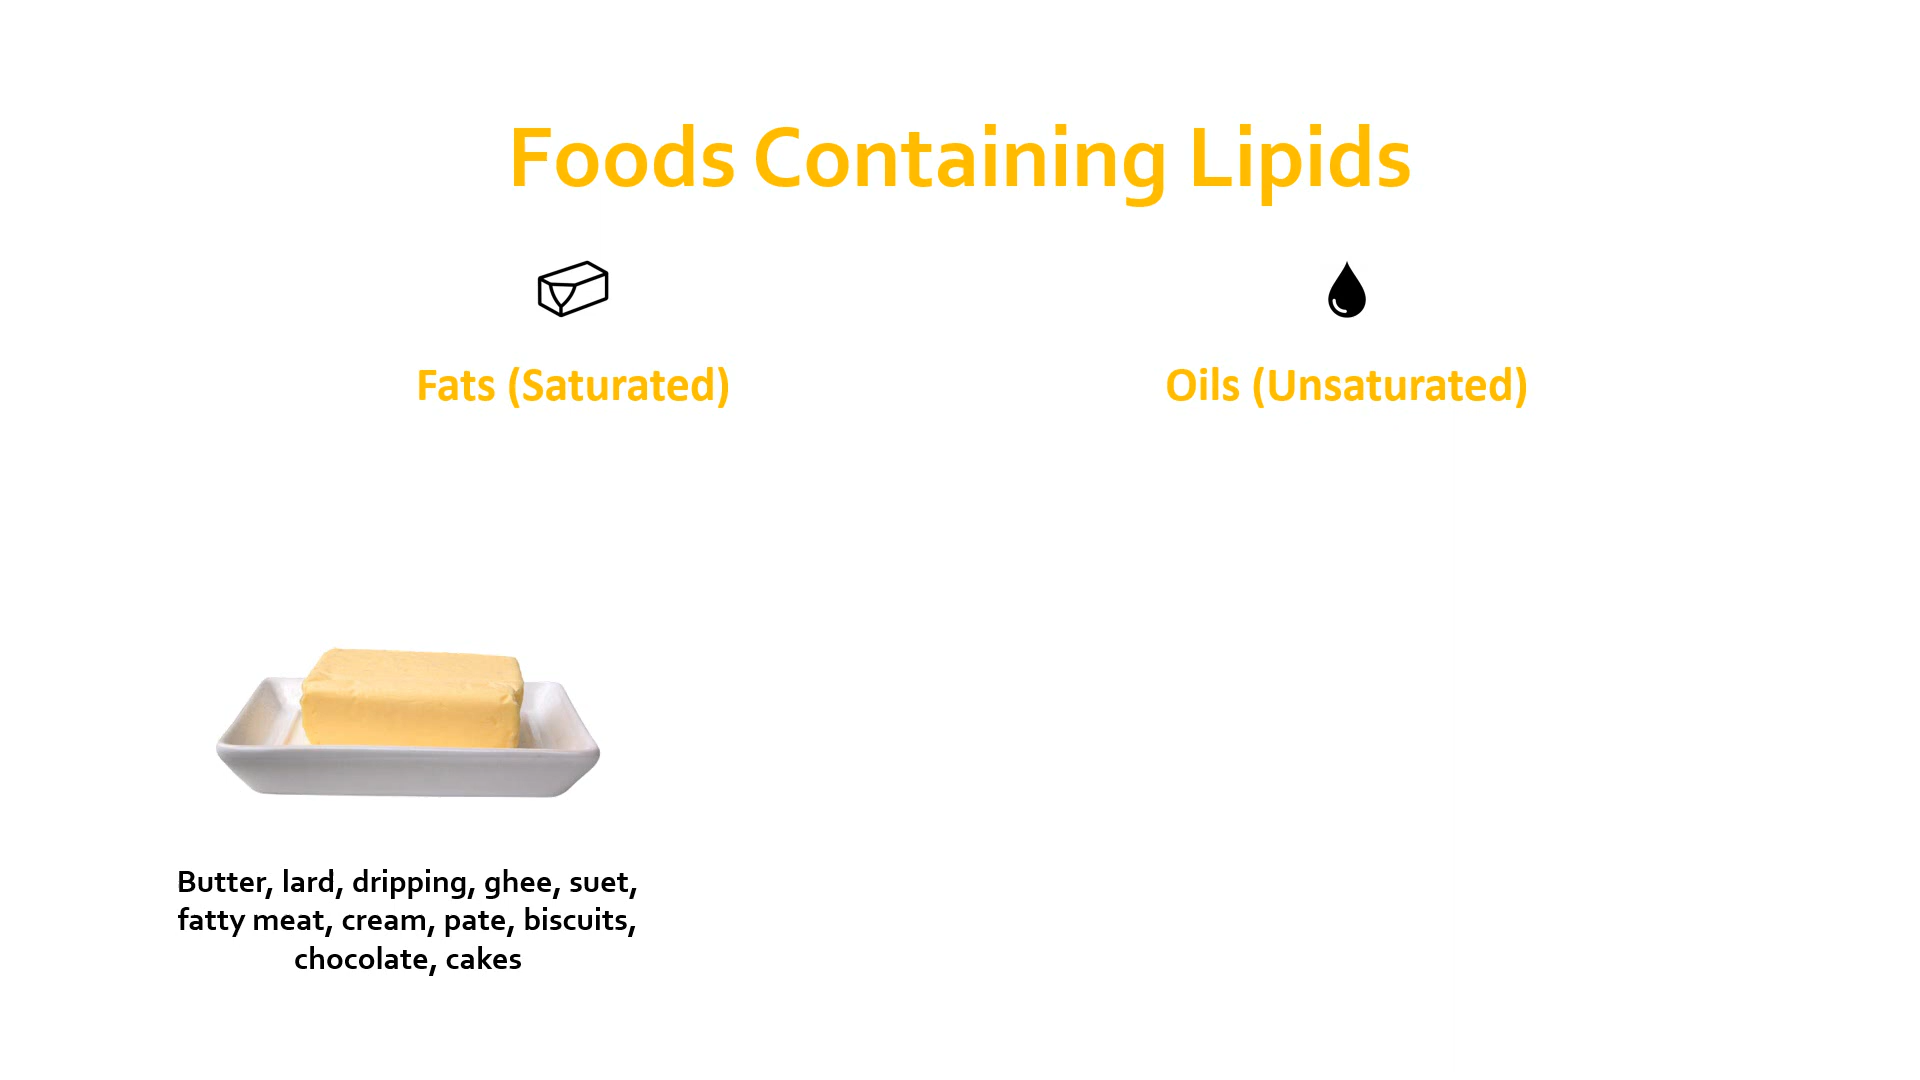 Foods Containing Lipids
Fats (Saturated)
Oils (Unsaturated)
Butter, lard, dripping, ghee, suet,
fatty meat, cream, pate, biscuits,
chocolate, cakes